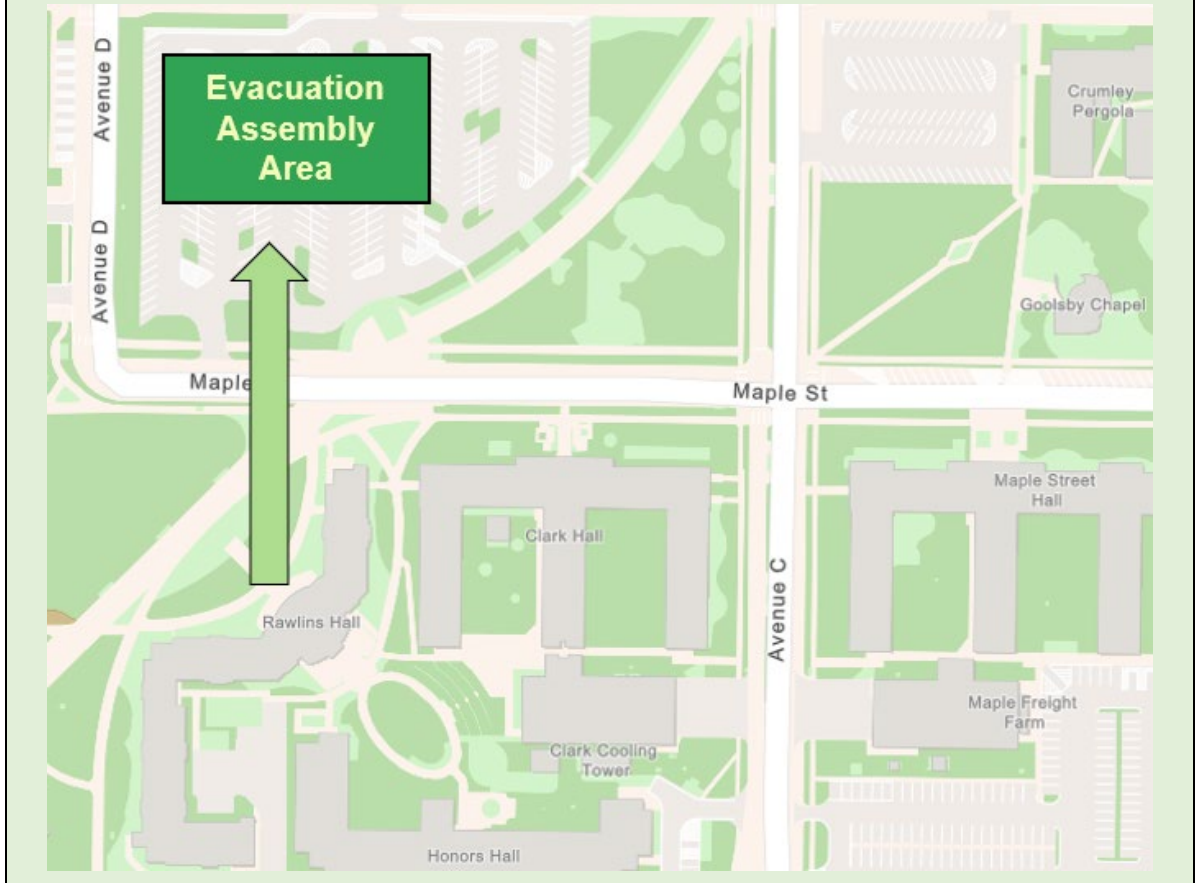 Avenue D
Evacuation
Assembly
Area
Crumley
Pergola
Avenue D
Goolsby Chapel
Maple
Maple St
Maple Street
Hall
Clark Hall
Avenue C
Rawlins Hall
Maple Freight
Farm
Clark Cooling
Tower
Honors Hall